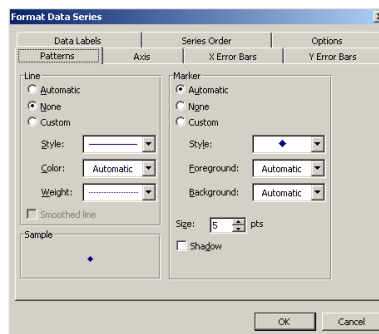 Format Data Series
Data Labels Series Order Options
Patterns Axis X Error Bars Y Error Bars
Line
Automatic
None
Custom
Style:
Color: Automatic
Weight:
Smoothed line
Sample
Marker
Automatic
None
Custom
Style:
Foreground: Automatic
Background: Automatic
Size: 5 pts
Shadow
OK Cancel